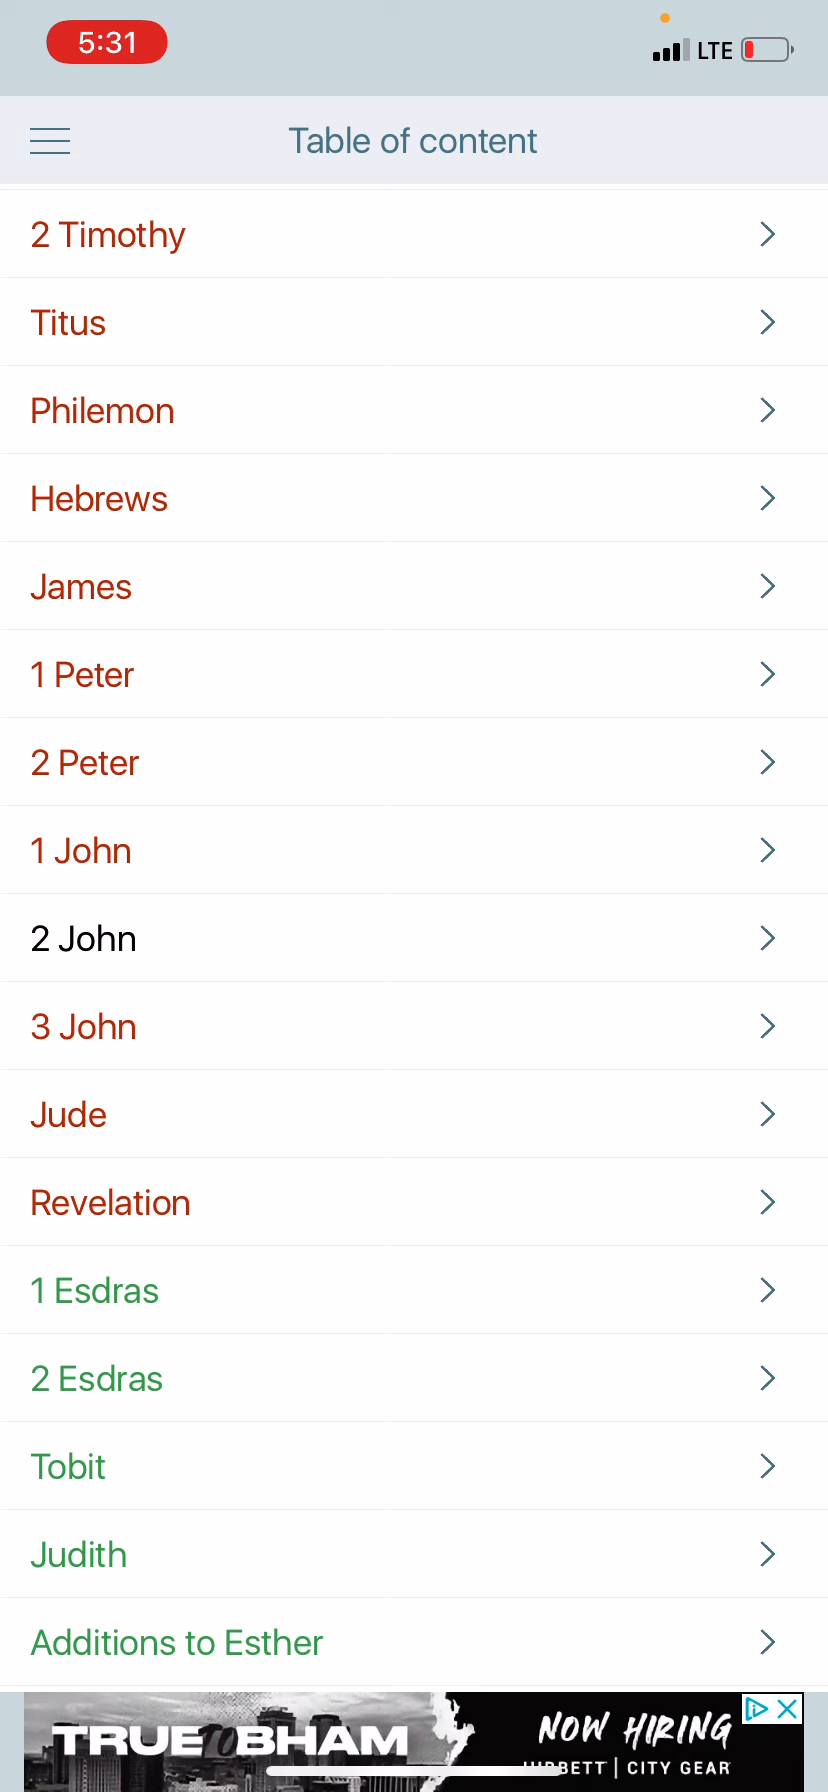 5:31
LTE
Table of content
2 Timothy
Titus
Philemon
Hebrews
James
1 Peter
2 Peter
1 John
2 John
3 John
Jude
Revelation
1 Esdras
2 Esdras
Tobit
Judith
Additions to Esther
TRUE TO BHAM
NOW HIRING
CITY GEAR